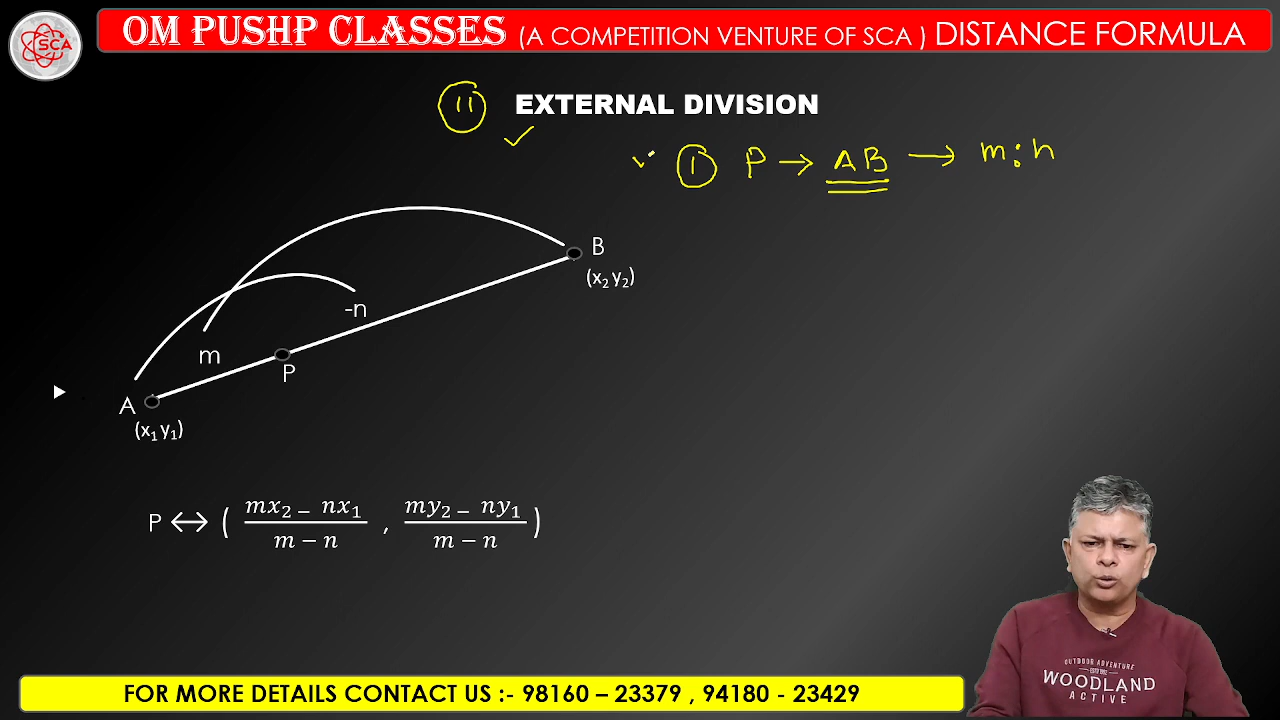 SCA
OM PUSHP CLASSES (A COMPETITION VENTURE OF SCA ) DISTANCE FORMULA
(ii) EXTERNAL DIVISION
(1) P → AB → m:n
B
(x₂ y₂)
-n
m
P
A
(x₁ y₁)
P ↔ ( (mx₂ − nx₁)/(m − n) , (my₂ − ny₁)/(m − n) )
OUTDOOR ADVENTURE
WOODLAND
ACTIVE
FOR MORE DETAILS CONTACT US :- 98160 – 23379 , 94180 - 23429